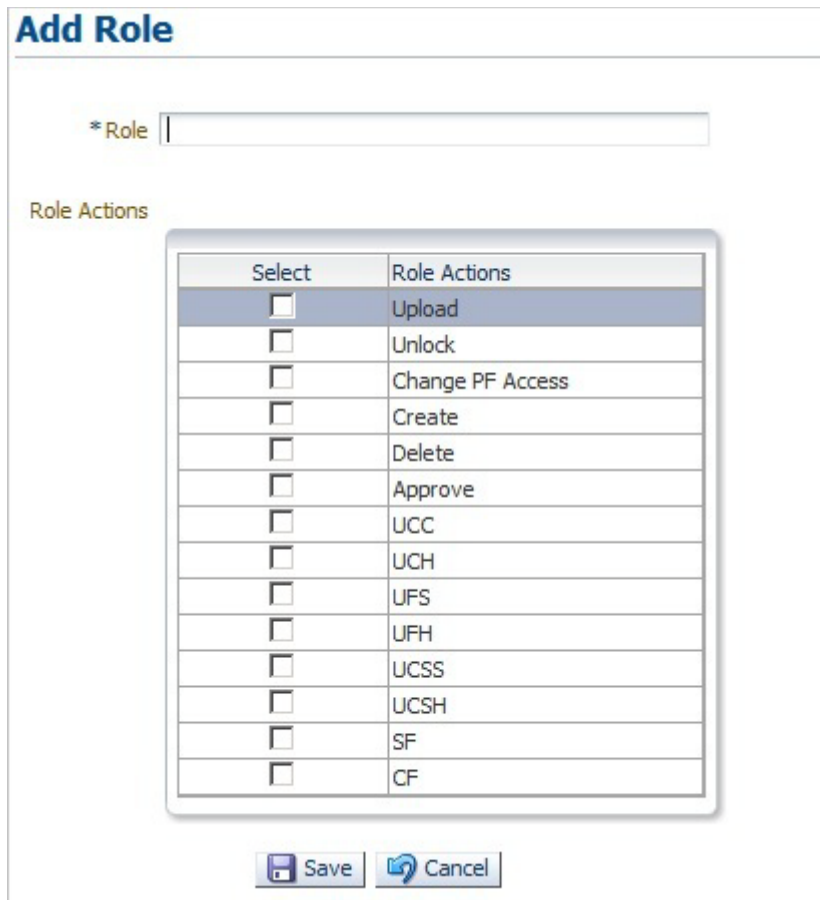 Add Role
* Role
Role Actions
Select Role Actions
Upload
Unlock
Change PF Access
Create
Delete
Approve
UCC
UCH
UFS
UFH
UCSS
UCSH
SF
CF
Save Cancel